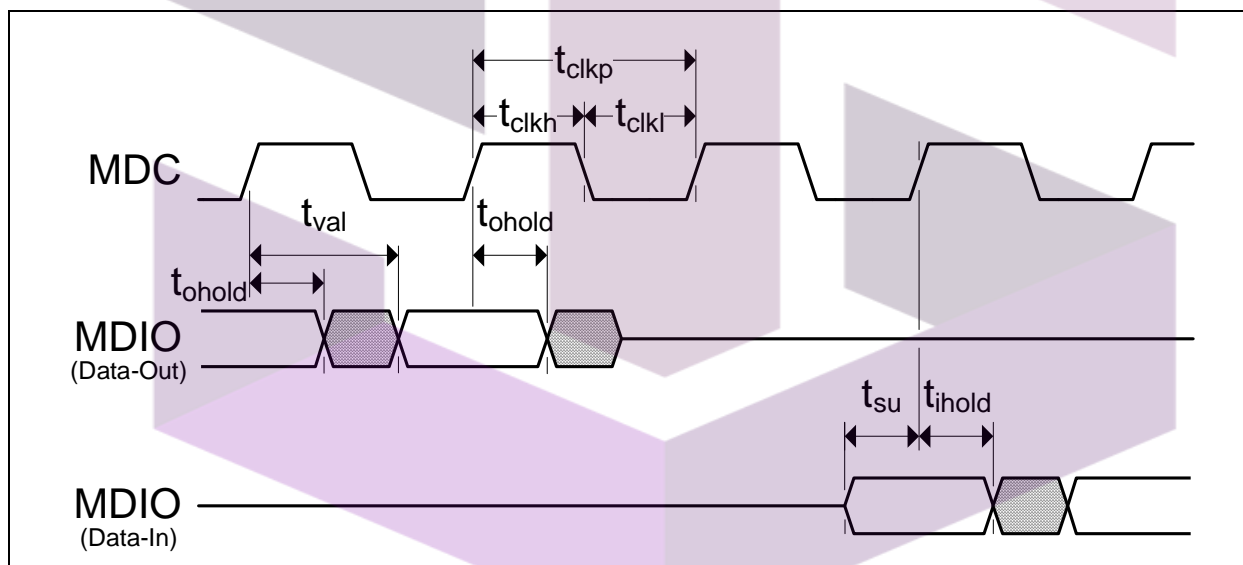 tclkp
tclkh tclkl
MDC
tval tohold
tohold
MDIO
(Data-Out)
tsu tihold
MDIO
(Data-In)